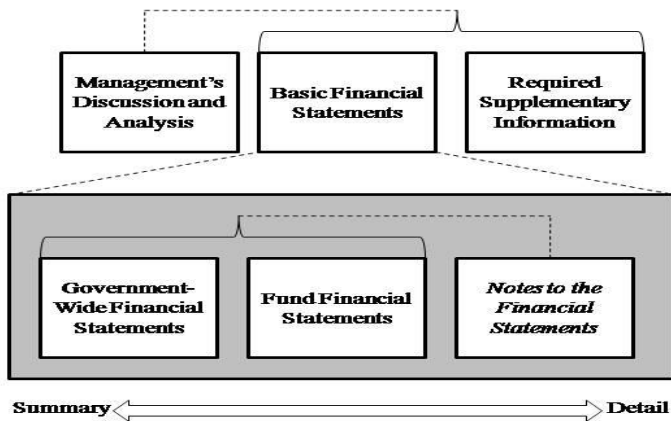 Management's
Discussion and
Analysis
Basic Financial
Statements
Required
Supplementary
Information
Government-
Wide Financial
Statements
Fund Financial
Statements
Notes to the
Financial
Statements
Summary
Detail